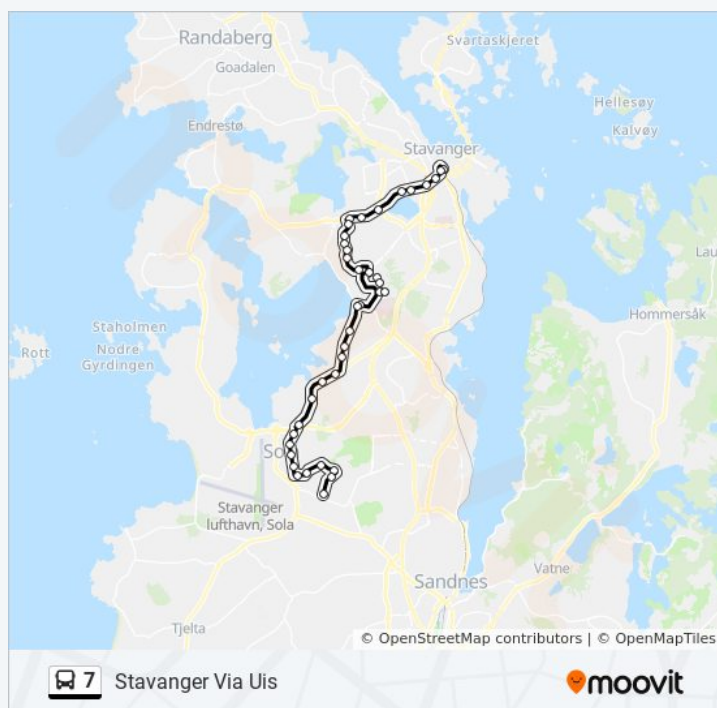 Randaberg
Svartaskjeret
Goadalen
Hellesøy
Kalvøy
Endrestø
Stavanger
Lau
Hommersåk
Staholmen
Rott
Nodre
Gyrdingen
So
Stavanger
lufthavn, Sola
Vatne
Sandnes
Tjelta
© OpenStreetMap contributors | © OpenMapTiles
7 Stavanger Via Uis
moovit